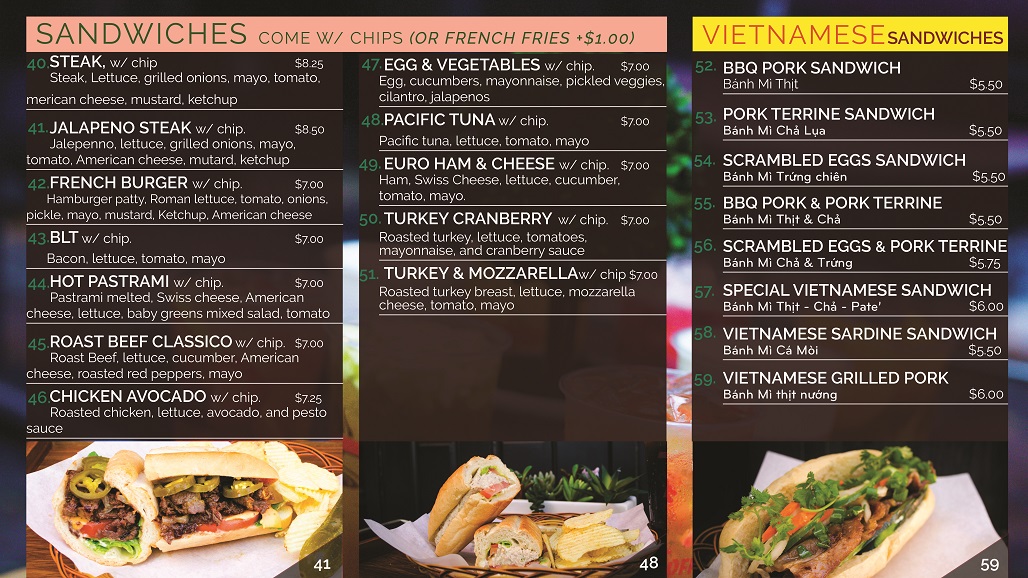 SANDWICHES COME W/ CHIPS (OR FRENCH FRIES +$1.00)
40. STEAK, w/ chip $8.25
Steak, Lettuce, grilled onions, mayo, tomato,
merican cheese, mustard, ketchup
41. JALAPENO STEAK w/ chip. $8.50
Jalepenno, lettuce, grilled onions, mayo,
tomato, American cheese, mutard, ketchup
42. FRENCH BURGER w/ chip. $7.00
Hamburger patty, Roman lettuce, tomato, onions,
pickle, mayo, mustard, Ketchup, American cheese
43. BLT w/ chip. $7.00
Bacon, lettuce, tomato, mayo
44. HOT PASTRAMI w/ chip. $7.00
Pastrami melted, Swiss cheese, American
cheese, lettuce, baby greens mixed salad, tomato
45. ROAST BEEF CLASSICO w/ chip. $7.00
Roast Beef, lettuce, cucumber, American
cheese, roasted red peppers, mayo
46. CHICKEN AVOCADO w/ chip. $7.25
Roasted chicken, lettuce, avocado, and pesto
sauce
41
47. EGG & VEGETABLES w/ chip. $7.00
Egg, cucumbers, mayonnaise, pickled veggies,
cilantro, jalapenos
48. PACIFIC TUNA w/ chip. $7.00
Pacific tuna, lettuce, tomato, mayo
49. EURO HAM & CHEESE w/ chip. $7.00
Ham, Swiss Cheese, lettuce, cucumber,
tomato, mayo.
50. TURKEY CRANBERRY w/ chip. $7.00
Roasted turkey, lettuce, tomatoes,
mayonnaise, and cranberry sauce
51. TURKEY & MOZZARELLA w/ chip $7.00
Roasted turkey breast, lettuce, mozzarella
cheese, tomato, mayo
48
VIETNAMESE SANDWICHES
52. BBQ PORK SANDWICH
Bánh Mì Thịt $5.50
53. PORK TERRINE SANDWICH
Bánh Mì Chả Lụa $5.50
54. SCRAMBLED EGGS SANDWICH
Bánh Mì Trứng chiên $5.50
55. BBQ PORK & PORK TERRINE
Bánh Mì Thịt & Chả $5.50
56. SCRAMBLED EGGS & PORK TERRINE
Bánh Mì Chả & Trứng $5.75
57. SPECIAL VIETNAMESE SANDWICH
Bánh Mì Thịt - Chả - Pate' $6.00
58. VIETNAMESE SARDINE SANDWICH
Bánh Mì Cá Mòi $5.50
59. VIETNAMESE GRILLED PORK
Bánh Mì thịt nướng $6.00
59